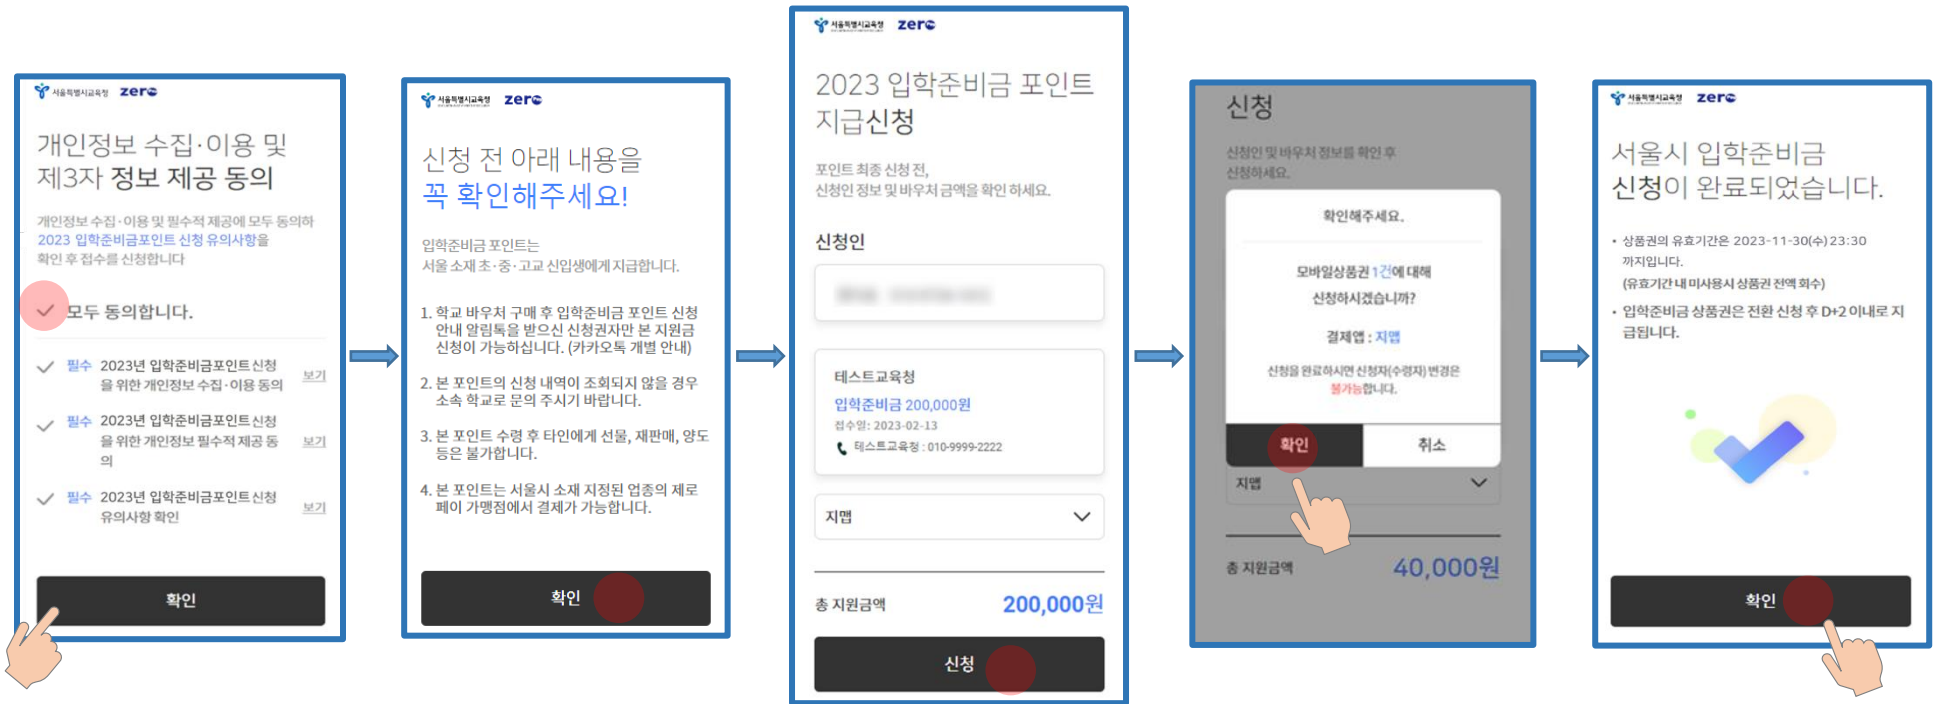 서울특별시교육청 zero
개인정보 수집·이용 및
제3자 정보 제공 동의
개인정보 수집·이용 및 필수적 제공에 모두 동의하
2023 입학준비금포인트 신청 유의사항을
확인 후 접수를 신청합니다
모두 동의합니다.
필수 2023년 입학준비금포인트신청
을 위한 개인정보 수집·이용 동의 보기
필수 2023년 입학준비금포인트신청
을 위한 개인정보 필수적 제공 동
의 보기
필수 2023년 입학준비금포인트신청
유의사항 확인 보기
확인
서울특별시교육청 zero
신청 전 아래 내용을
꼭 확인해주세요!
입학준비금 포인트는
서울 소재 초·중·고교 신입생에게 지급합니다.
1. 학교 바우처 구매 후 입학준비금 포인트 신청
안내 알림톡을 받으신 신청권자만 본 지원금
신청이 가능하십니다. (카카오톡 개별 안내)
2. 본 포인트의 신청 내역이 조회되지 않을 경우
소속 학교로 문의 주시기 바랍니다.
3. 본 포인트 수령 후 타인에게 선물, 재판매, 양도
등은 불가합니다.
4. 본 포인트는 서울시 소재 지정된 업종의 제로
페이 가맹점에서 결제가 가능합니다.
확인
서울특별시교육청 zero
2023 입학준비금 포인트
지급신청
포인트 최종 신청 전,
신청인 정보 및 바우처 금액을 확인 하세요.
신청인
테스트교육청
입학준비금 200,000원
접수일: 2023-02-13
테스트교육청 : 010-9999-2222
지맵
총 지원금액 200,000원
신청
신청
신청인 및 바우처 정보를 확인 후
신청하세요.
확인해주세요.
모바일상품권 1건에 대해
신청하시겠습니까?
결제앱 : 지맵
신청을 완료하시면 신청자(수령자) 변경은
불가능합니다.
확인 취소
지맵
총 지원금액 40,000원
서울특별시교육청 zero
서울시 입학준비금
신청이 완료되었습니다.
• 상품권의 유효기간은 2023-11-30(수) 23:30
까지입니다.
(유효기간 내 미사용시 상품권 전액 회수)
• 입학준비금 상품권은 전환 신청 후 D+2 이내로 지
급됩니다.
확인